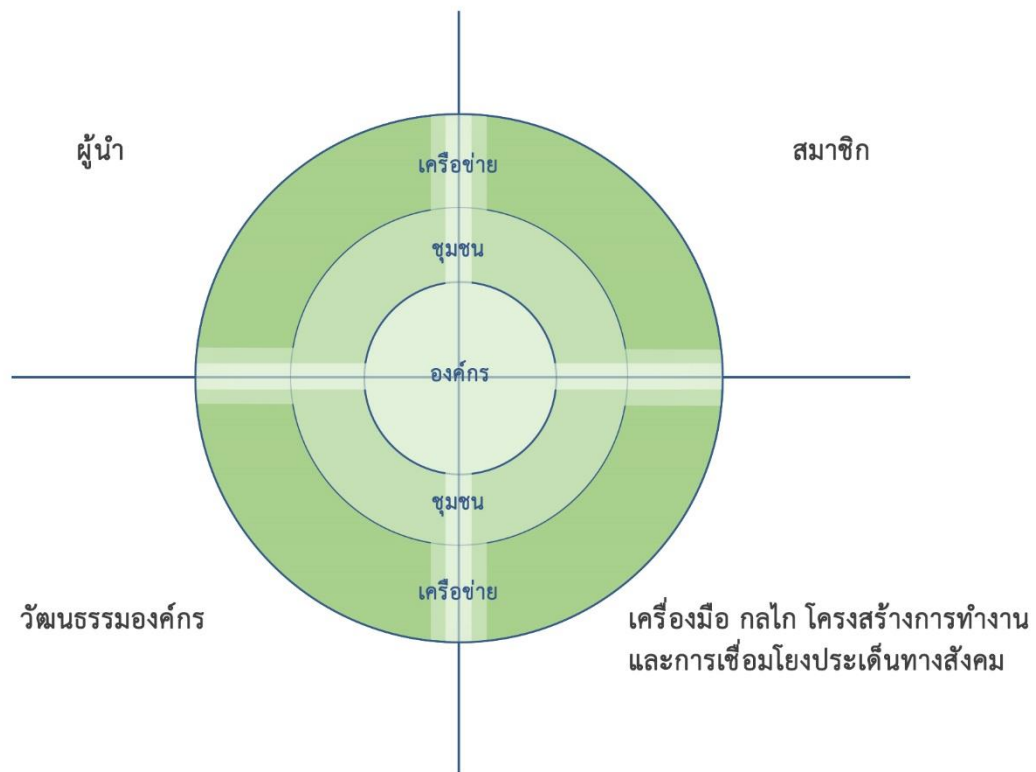 ผู้นำ
สมาชิก
เครือข่าย
ชุมชน
องค์กร
ชุมชน
เครือข่าย
วัฒนธรรมองค์กร
เครื่องมือ กลไก โครงสร้างการทำงาน
และการเชื่อมโยงประเด็นทางสังคม